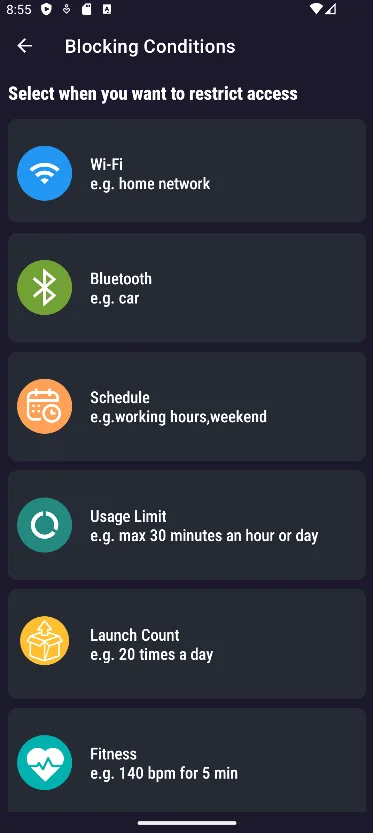 8:55
Blocking Conditions
Select when you want to restrict access
Wi-Fi
e.g. home network
Bluetooth
e.g. car
Schedule
e.g.working hours,weekend
Usage Limit
e.g. max 30 minutes an hour or day
Launch Count
e.g. 20 times a day
Fitness
e.g. 140 bpm for 5 min